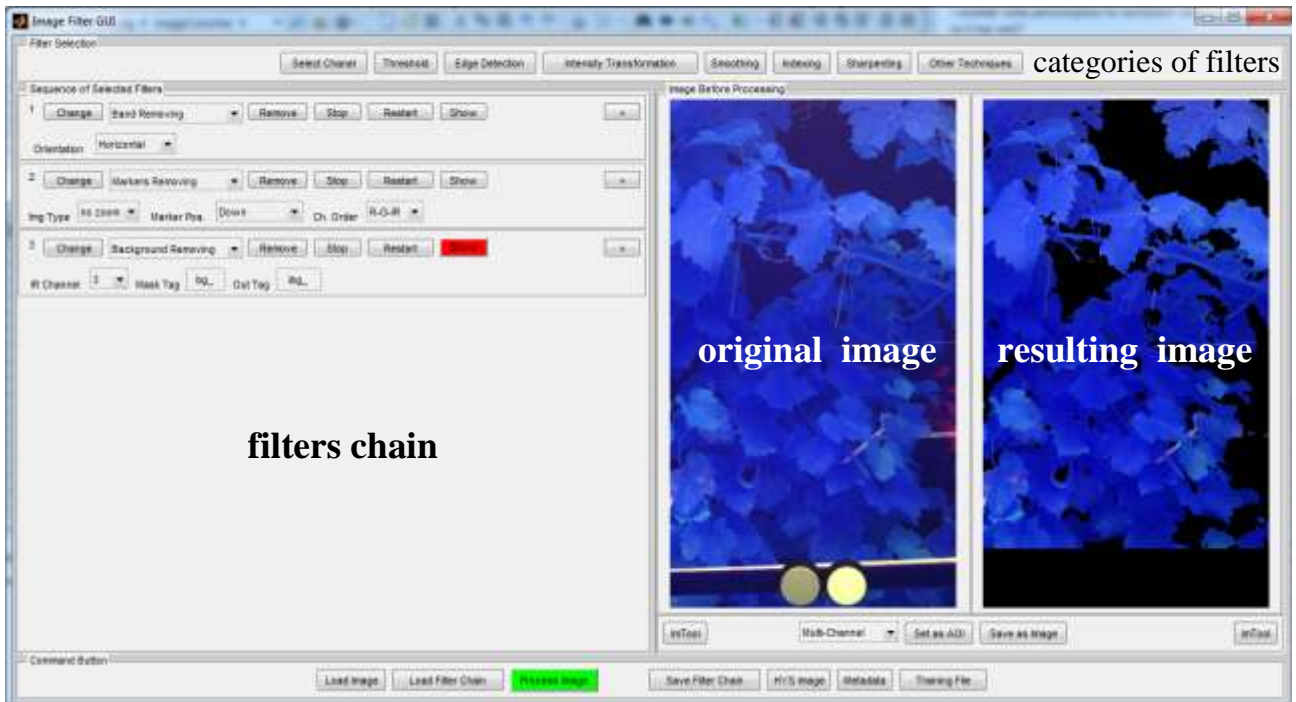 Image Filter GUI
Filter Selection
Select Channel Threshold Edge Detection Intensity Transformation Smoothing Indexing Sharpening Other Techniques categories of filters
Sequence of Selected Filters
Image Before Processing
1 Change Band Removing Remove Stop Restart Show
Orientation Horizontal
2 Change Markers Removing Remove Stop Restart Show
Img Type no zoom Marker Pos. Down Ch. Order R-G-IR
3 Change Background Removing Remove Stop Restart
IR Channel 3 Mask Tag bg_ Out Tag
original image
resulting image
filters chain
imTool Multi-Channel Set as AOI Save as Image imTool
Command Button
Load Image Load Filter Chain Process Image Save Filter Chain HYS Image Metadata Training File